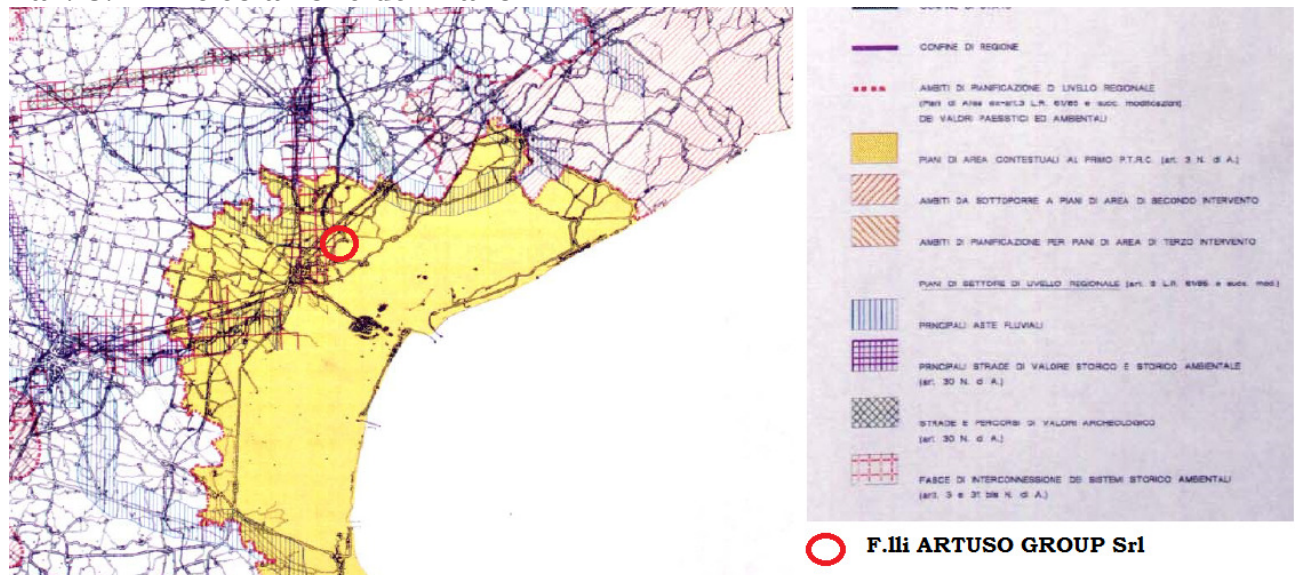 CONFINE DI REGIONE
AMBITI DI PIANIFICAZIONE DI LIVELLO REGIONALE
(Piani di Area ex-art.3 L.R. 61/85 e succ. modificazioni)
DEI VALORI PAESISTICI ED AMBIENTALI
PIANI DI AREA CONTESTUALI AL PRIMO P.T.R.C. (art. 3 N. di A.)
AMBITI DA SOTTOPORRE A PIANI DI AREA DI SECONDO INTERVENTO
AMBITI DI PIANIFICAZIONE PER PIANI DI AREA DI TERZO INTERVENTO
PIANI DI SETTORE DI LIVELLO REGIONALE (art. 3 L.R. 61/85 e succ. mod.)
PRINCIPALI ASTE FLUVIALI
PRINCIPALI STRADE DI VALORE STORICO E STORICO AMBIENTALE
(art. 30 N. d A.)
STRADE E PERCORSI DI VALORI ARCHEOLOGICO
(art. 30 N. d A.)
FASCE DI INTERCONNESSIONE DEI SISTEMI STORICO AMBIENTALI
(art. 3 e 31 bis N. di A.)
F.lli ARTUSO GROUP Srl